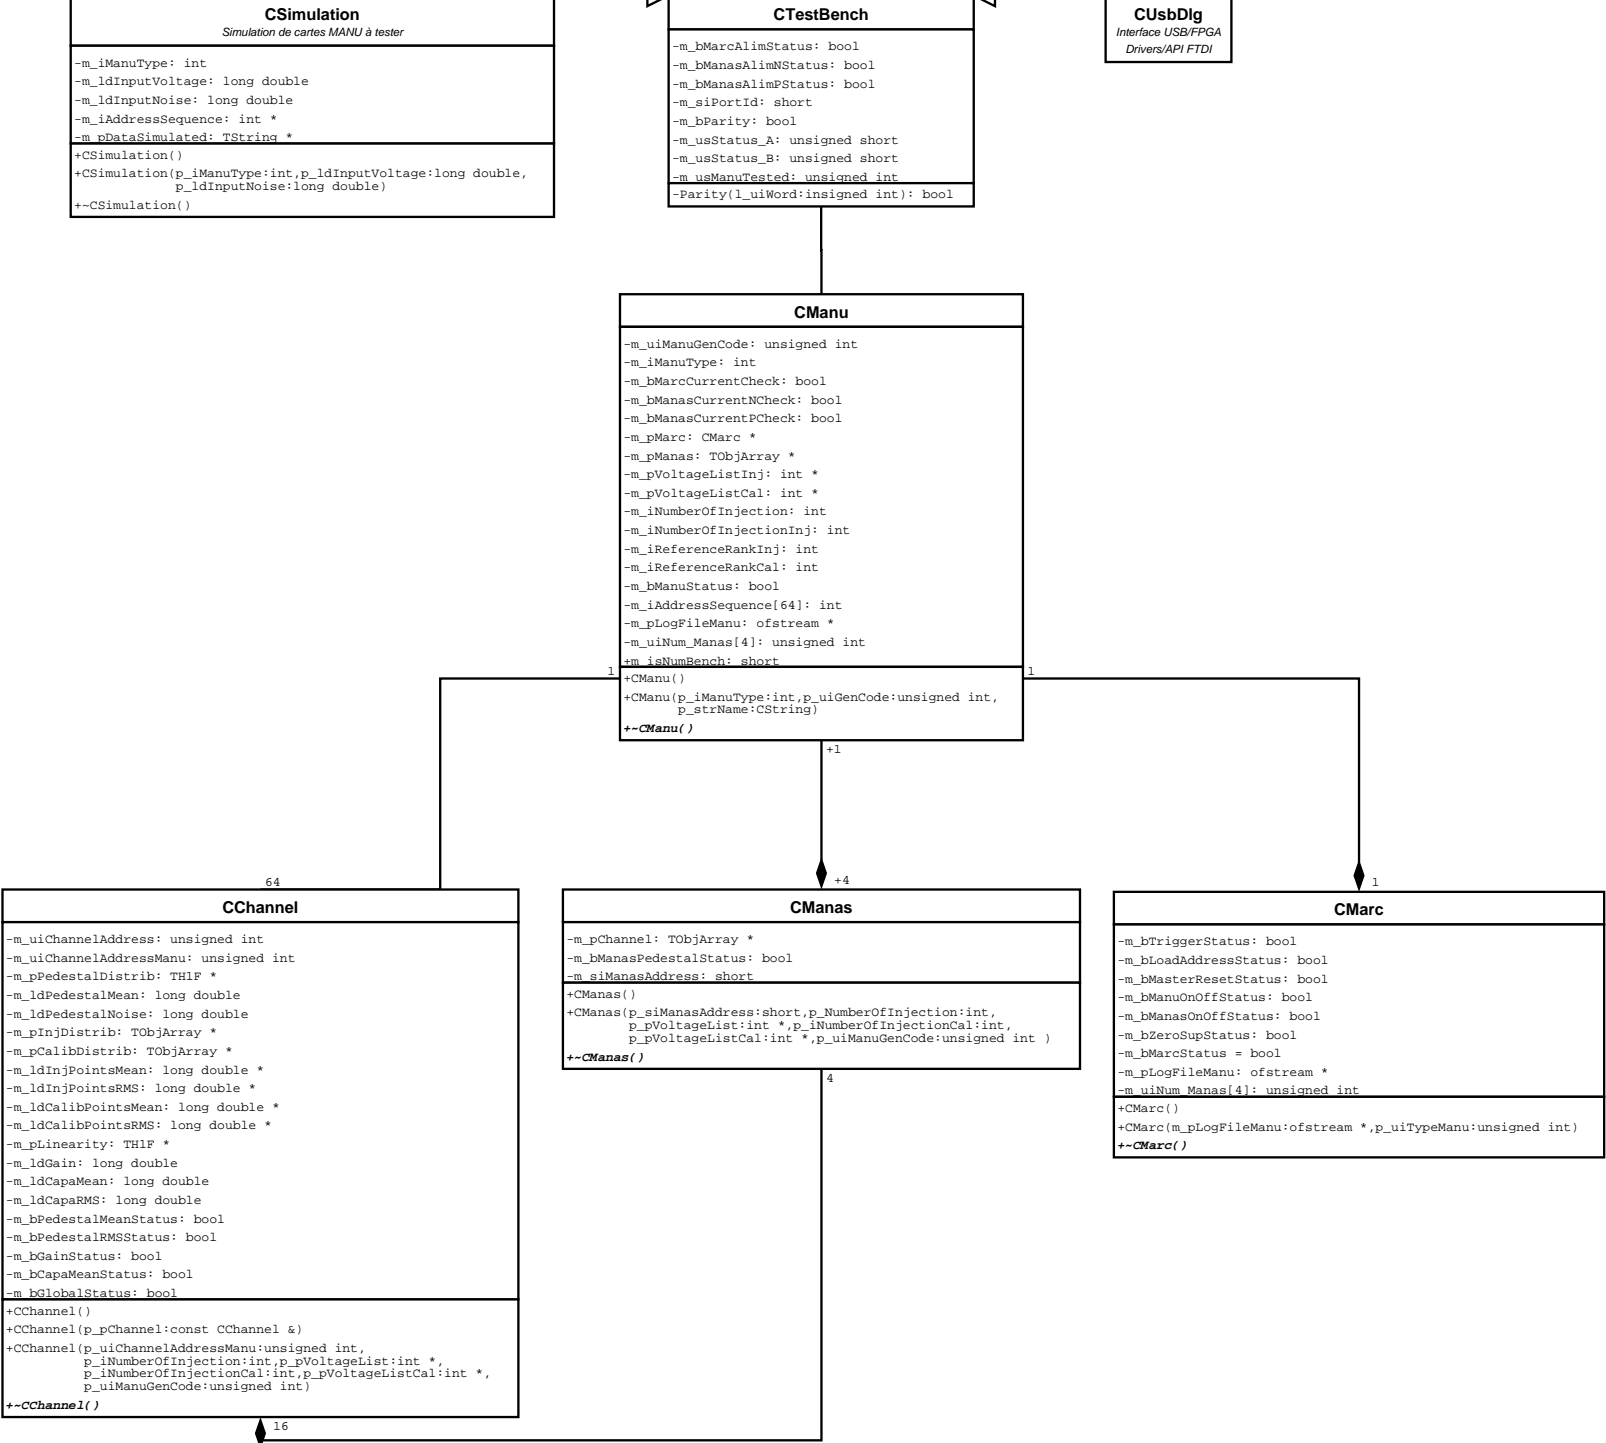 CSimulation
Simulation de cartes MANU à tester
-m_iManuType: int
-m_ldInputVoltage: long double
-m_ldInputNoise: long double
-m_iAddressSequence: int *
-m_pDataSimulated: TString *
+CSimulation()
+CSimulation(p_iManuType:int,p_ldInputVoltage:long double,
p_ldInputNoise:long double)
+~CSimulation()
CTestBench
-m_bMarcAlimStatus: bool
-m_bManasAlimNStatus: bool
-m_bManasAlimPStatus: bool
-m_siPortId: short
-m_bParity: bool
-m_usStatus_A: unsigned short
-m_usStatus_B: unsigned short
-m_usManuTested: unsigned int
-Parity(l_uiWord:insigned int): bool
CUsbDlg
Interface USB/FPGA
Drivers/API FTDI
CManu
-m_uiManuGenCode: unsigned int
-m_iManuType: int
-m_bMarcCurrentCheck: bool
-m_bManasCurrentNCheck: bool
-m_bManasCurrentPCheck: bool
-m_pMarc: CMarc *
-m_pManas: TObjArray *
-m_pVoltageListInj: int *
-m_pVoltageListCal: int *
-m_iNumberOfInjection: int
-m_iNumberOfInjectionInj: int
-m_iReferenceRankInj: int
-m_iReferenceRankCal: int
-m_bManuStatus: bool
-m_iAddressSequence[64]: int
-m_pLogFileManu: ofstream *
-m_uiNum_Manas[4]: unsigned int
+m_isNumBench: short
+CManu()
+CManu(p_iManuType:int,p_uiGenCode:unsigned int,
p_strName:CString)
+~CManu()
1
1
+1
64
+4
1
CChannel
-m_uiChannelAddress: unsigned int
-m_uiChannelAddressManu: unsigned int
-m_pPedestalDistrib: TH1F *
-m_ldPedestalMean: long double
-m_ldPedestalNoise: long double
-m_pInjDistrib: TObjArray *
-m_pCalibDistrib: TObjArray *
-m_ldInjPointsMean: long double *
-m_ldInjPointsRMS: long double *
-m_ldCalibPointsMean: long double *
-m_ldCalibPointsRMS: long double *
-m_pLinearity: TH1F *
-m_ldGain: long double
-m_ldCapaMean: long double
-m_ldCapaRMS: long double
-m_bPedestalMeanStatus: bool
-m_bPedestalRMSStatus: bool
-m_bGainStatus: bool
-m_bCapaMeanStatus: bool
-m_bGlobalStatus: bool
+CChannel()
+CChannel(p_pChannel:const CChannel &)
+CChannel(p_uiChannelAddressManu:unsigned int,
p_iNumberOfInjection:int,p_pVoltageList:int *,
p_iNumberOfInjectionCal:int,p_pVoltageListCal:int *,
p_uiManuGenCode:unsigned int)
+~CChannel()
16
CManas
-m_pChannel: TObjArray *
-m_bManasPedestalStatus: bool
-m_siManasAddress: short
+CManas()
+CManas(p_siManasAddress:short,p_NumberOfInjection:int,
p_pVoltageList:int *,p_iNumberOfInjectionCal:int,
p_pVoltageListCal:int *,p_uiManuGenCode:unsigned int )
+~CManas()
4
CMarc
-m_bTriggerStatus: bool
-m_bLoadAddressStatus: bool
-m_bMasterResetStatus: bool
-m_bManuOnOffStatus: bool
-m_bManasOnOffStatus: bool
-m_bZeroSupStatus: bool
-m_bMarcStatus = bool
-m_pLogFileManu: ofstream *
-m_uiNum_Manas[4]: unsigned int
+CMarc()
+CMarc(m_pLogFileManu:ofstream *,p_uiTypeManu:unsigned int)
+~CMarc()